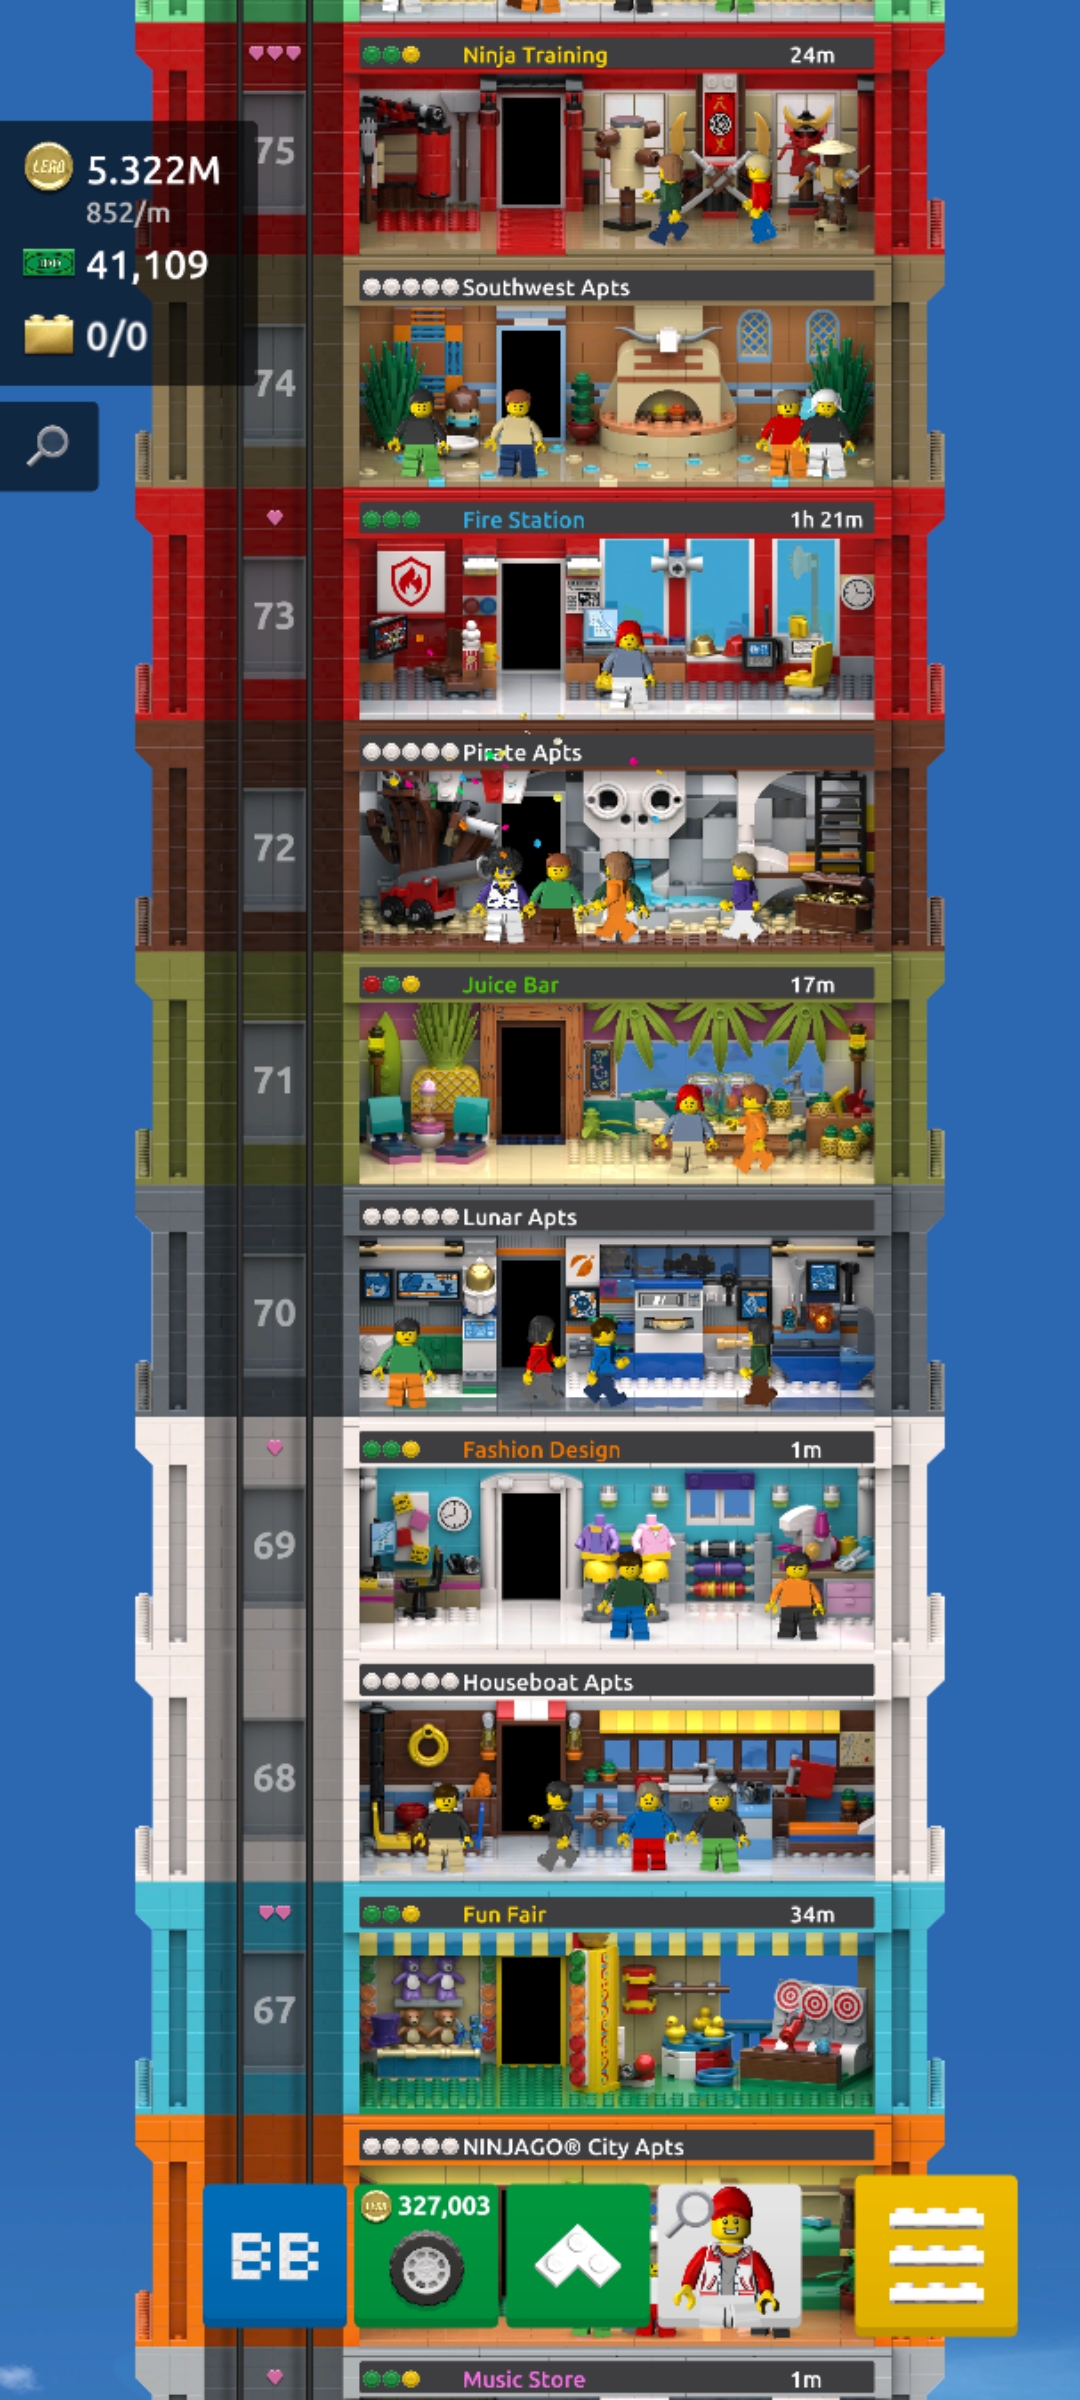 Ninja Training 24m
75
LEGO 5.322M
852/m
41,109
0/0
Southwest Apts
74
Fire Station 1h 21m
73
Pirate Apts
72
Juice Bar 17m
71
Lunar Apts
70
Fashion Design 1m
69
Houseboat Apts
68
Fun Fair 34m
67
NINJAGO® City Apts
BB
327,003
Music Store 1m